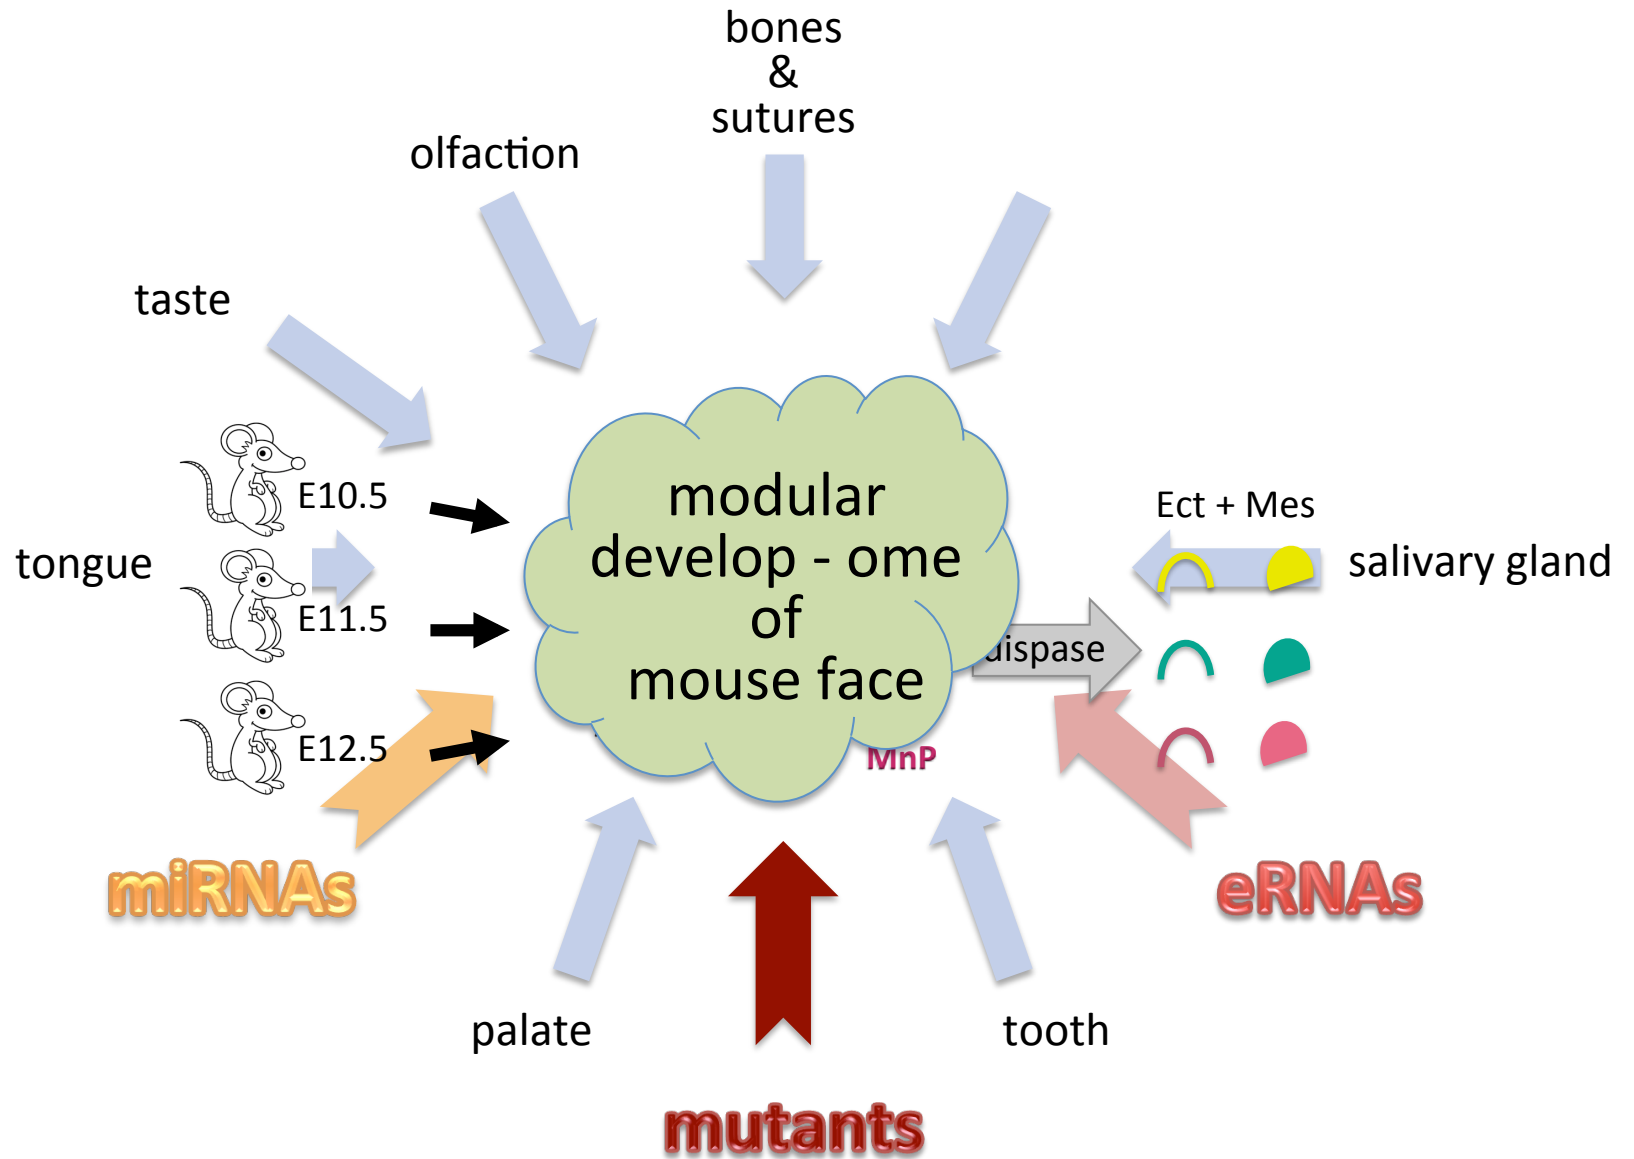 bones
&
sutures
olfaction
taste
E10.5
Ect + Mes
modular
develop - ome
of
mouse face
tongue
salivary gland
E11.5
dispase
E12.5
MnP
miRNAs
eRNAs
palate
tooth
mutants